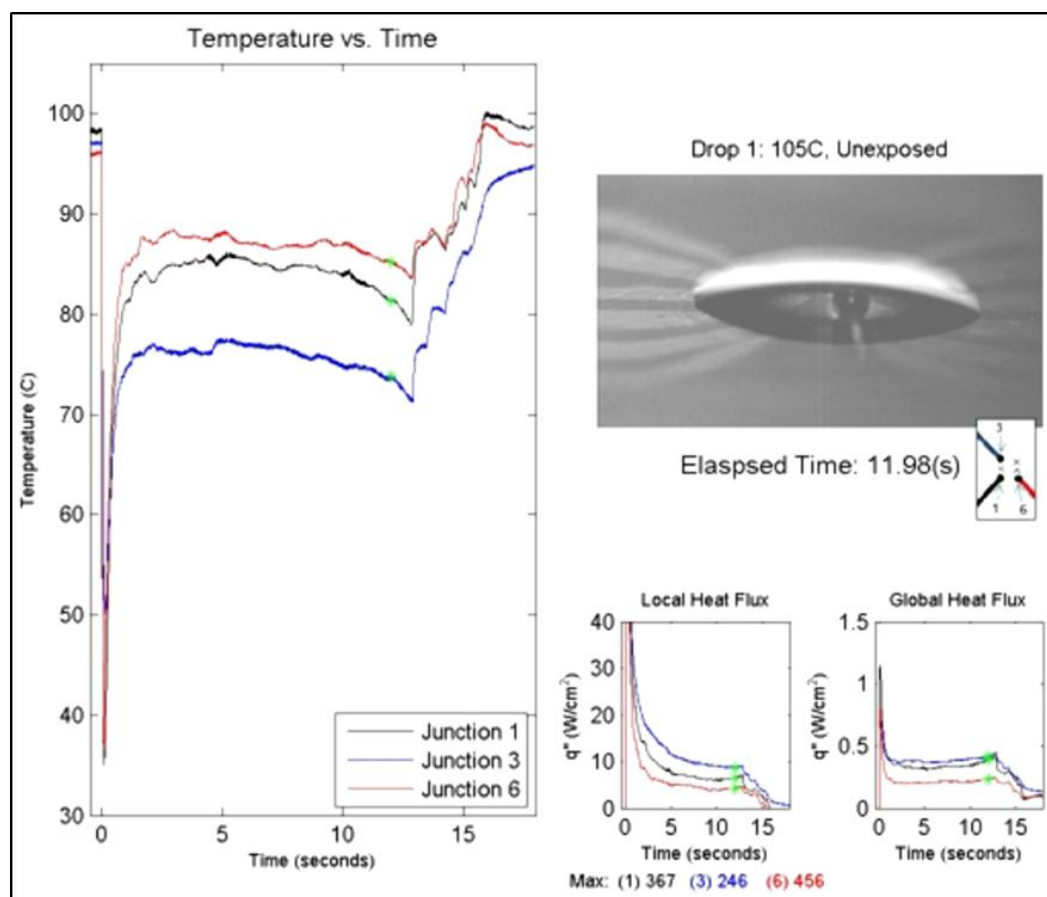 Temperature vs. Time
Temperature (C)
100
90
80
70
60
50
40
30
0
5
10
15
Time (seconds)
Junction 1
Junction 3
Junction 6
Drop 1: 105C, Unexposed
Elaspsed Time: 11.98(s)
3
1
6
Local Heat Flux
q" (W/cm²)
40
30
20
10
0
0
5
10
15
Time (seconds)
Max: (1) 367 (3) 246 (6) 456
Global Heat Flux
q" (W/cm²)
1.5
1
0.5
0
0
5
10
15
Time (seconds)